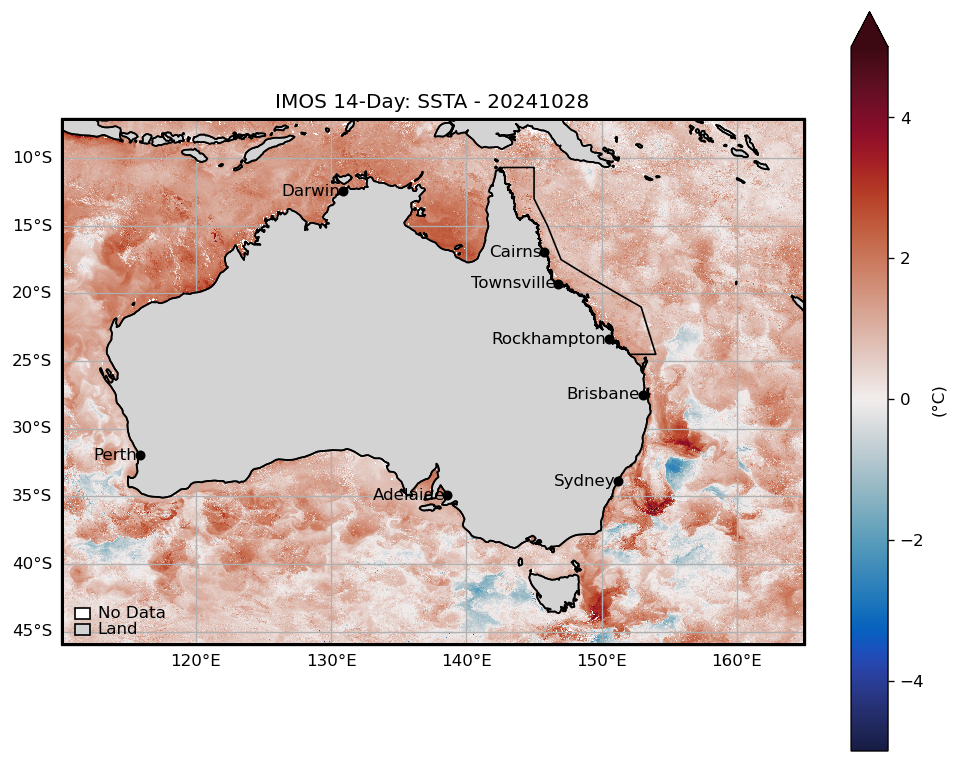 IMOS 14-Day: SSTA - 20241028
10°S
15°S
20°S
25°S
30°S
35°S
40°S
45°S
120°E
130°E
140°E
150°E
160°E
Darwin
Cairns
Townsville
Rockhampton
Brisbane
Perth
Sydney
Adelaide
No Data
Land
4
2
0
−2
−4
(°C)